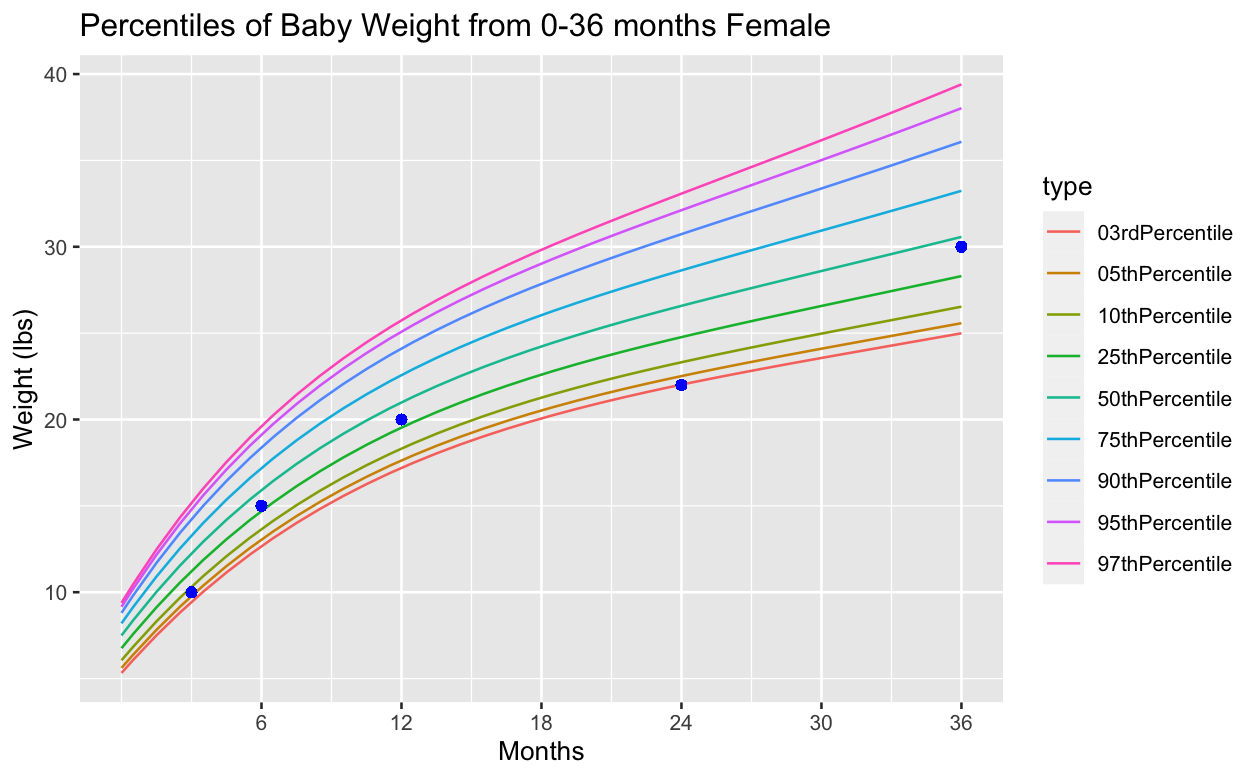 Percentiles of Baby Weight from 0-36 months Female
40
30
20
10
Weight (lbs)
6 12 18 24 30 36
Months
type
03rdPercentile
05thPercentile
10thPercentile
25thPercentile
50thPercentile
75thPercentile
90thPercentile
95thPercentile
97thPercentile